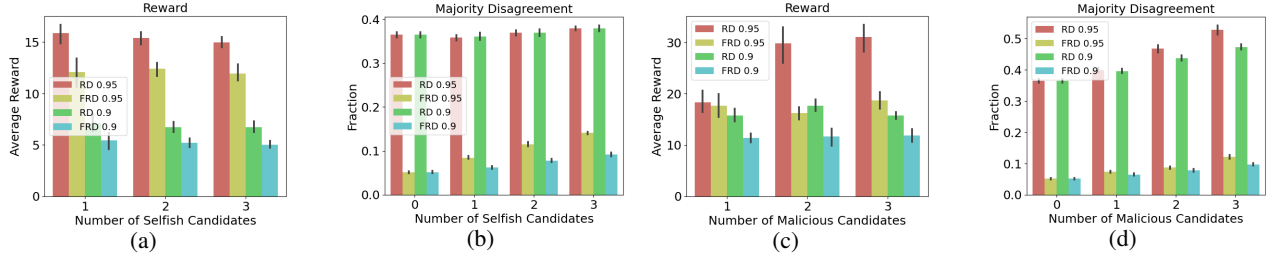 Reward
Average Reward
15
10
5
0
RD 0.95
FRD 0.95
RD 0.9
FRD 0.9
1 2 3
Number of Selfish Candidates
(a)
Majority Disagreement
Fraction
0.4
0.3
0.2
0.1
0.0
RD 0.95
FRD 0.95
RD 0.9
FRD 0.9
0 1 2 3
Number of Selfish Candidates
(b)
Reward
Average Reward
30
20
10
0
RD 0.95
FRD 0.95
RD 0.9
FRD 0.9
1 2 3
Number of Malicious Candidates
(c)
Majority Disagreement
Fraction
0.5
0.4
0.3
0.2
0.1
0.0
RD 0.95
FRD 0.95
RD 0.9
FRD 0.9
0 1 2 3
Number of Malicious Candidates
(d)